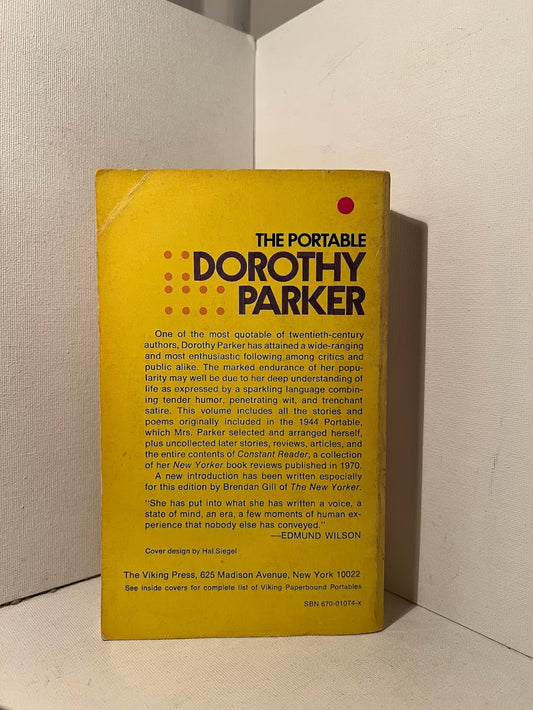 THE PORTABLE
DOROTHY
PARKER
One of the most quotable of twentieth-century
authors, Dorothy Parker has attained a wide-ranging
and most enthusiastic following among critics and
public alike. The marked endurance of her popu-
larity may well be due to her deep understanding of
life as expressed by a sparkling language combin-
ing tender humor, penetrating wit, and trenchant
satire. This volume includes all the stories and
poems originally included in the 1944 Portable,
which Mrs. Parker selected and arranged herself,
plus uncollected later stories, reviews, articles, and
the entire contents of Constant Reader, a collection
of her New Yorker book reviews published in 1970.
A new introduction has been written especially
for this edition by Brendan Gill of The New Yorker.
"She has put into what she has written a voice, a
state of mind, an era, a few moments of human ex-
perience that nobody else has conveyed."
—EDMUND WILSON
Cover design by Hal Siegel
The Viking Press, 625 Madison Avenue, New York 10022
See inside covers for complete list of Viking Paperbound Portables
SBN 670-01074-x